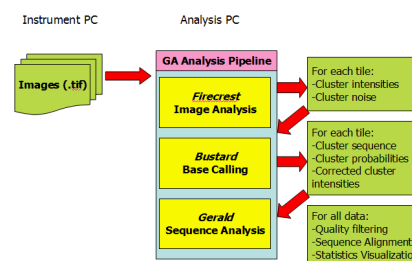 Instrument PC
Analysis PC
Images (.tif)
GA Analysis Pipeline
Firecrest
Image Analysis
Bustard
Base Calling
Gerald
Sequence Analysis
For each tile:
-Cluster intensities
-Cluster noise
For each tile:
-Cluster sequence
-Cluster probabilities
-Corrected cluster
intensities
For all data:
-Quality filtering
-Sequence Alignment
-Statistics Visualizatio